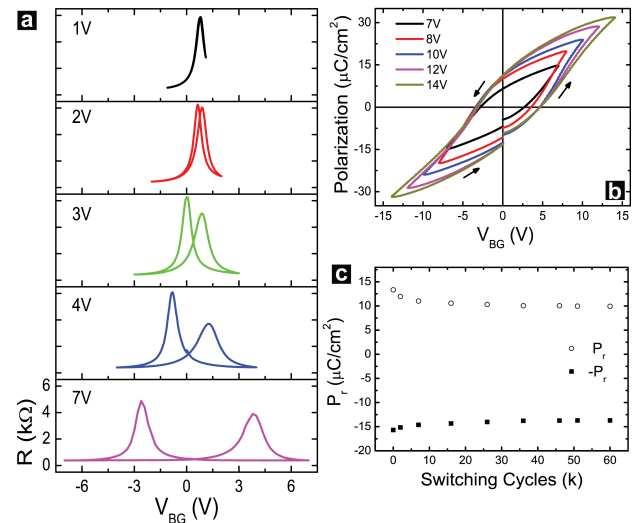 a
1V
2V
3V
4V
7V
6
4
2
0
R (kΩ)
-6 -3 0 3 6
V_BG (V)
30
15
0
-15
-30
Polarization (μC/cm²)
7V
8V
10V
12V
14V
b
-15 -10 -5 0 5 10 15
V_BG (V)
c
15
10
5
0
-5
-10
-15
-20
P_r (μC/cm²)
P_r
-P_r
0 10 20 30 40 50 60
Switching Cycles (k)